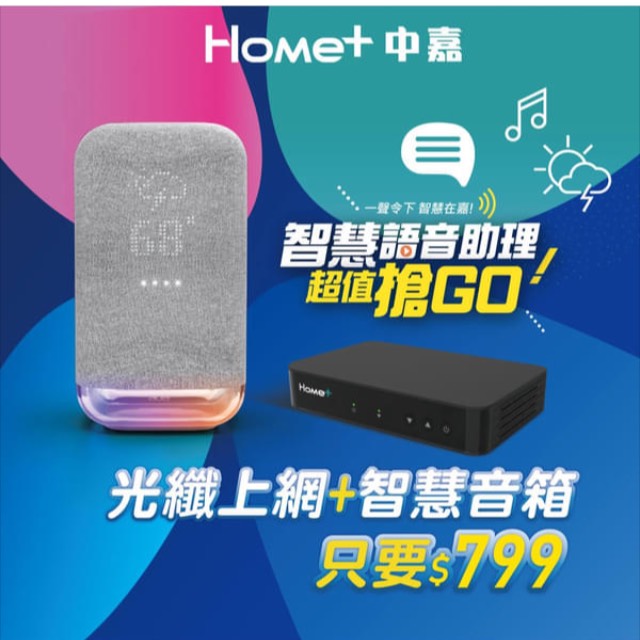 Home+ 中嘉
一聲令下 智慧在嘉!
智慧語音助理
超值搶GO!
68°
Home+
光纖上網+智慧音箱
只要$799